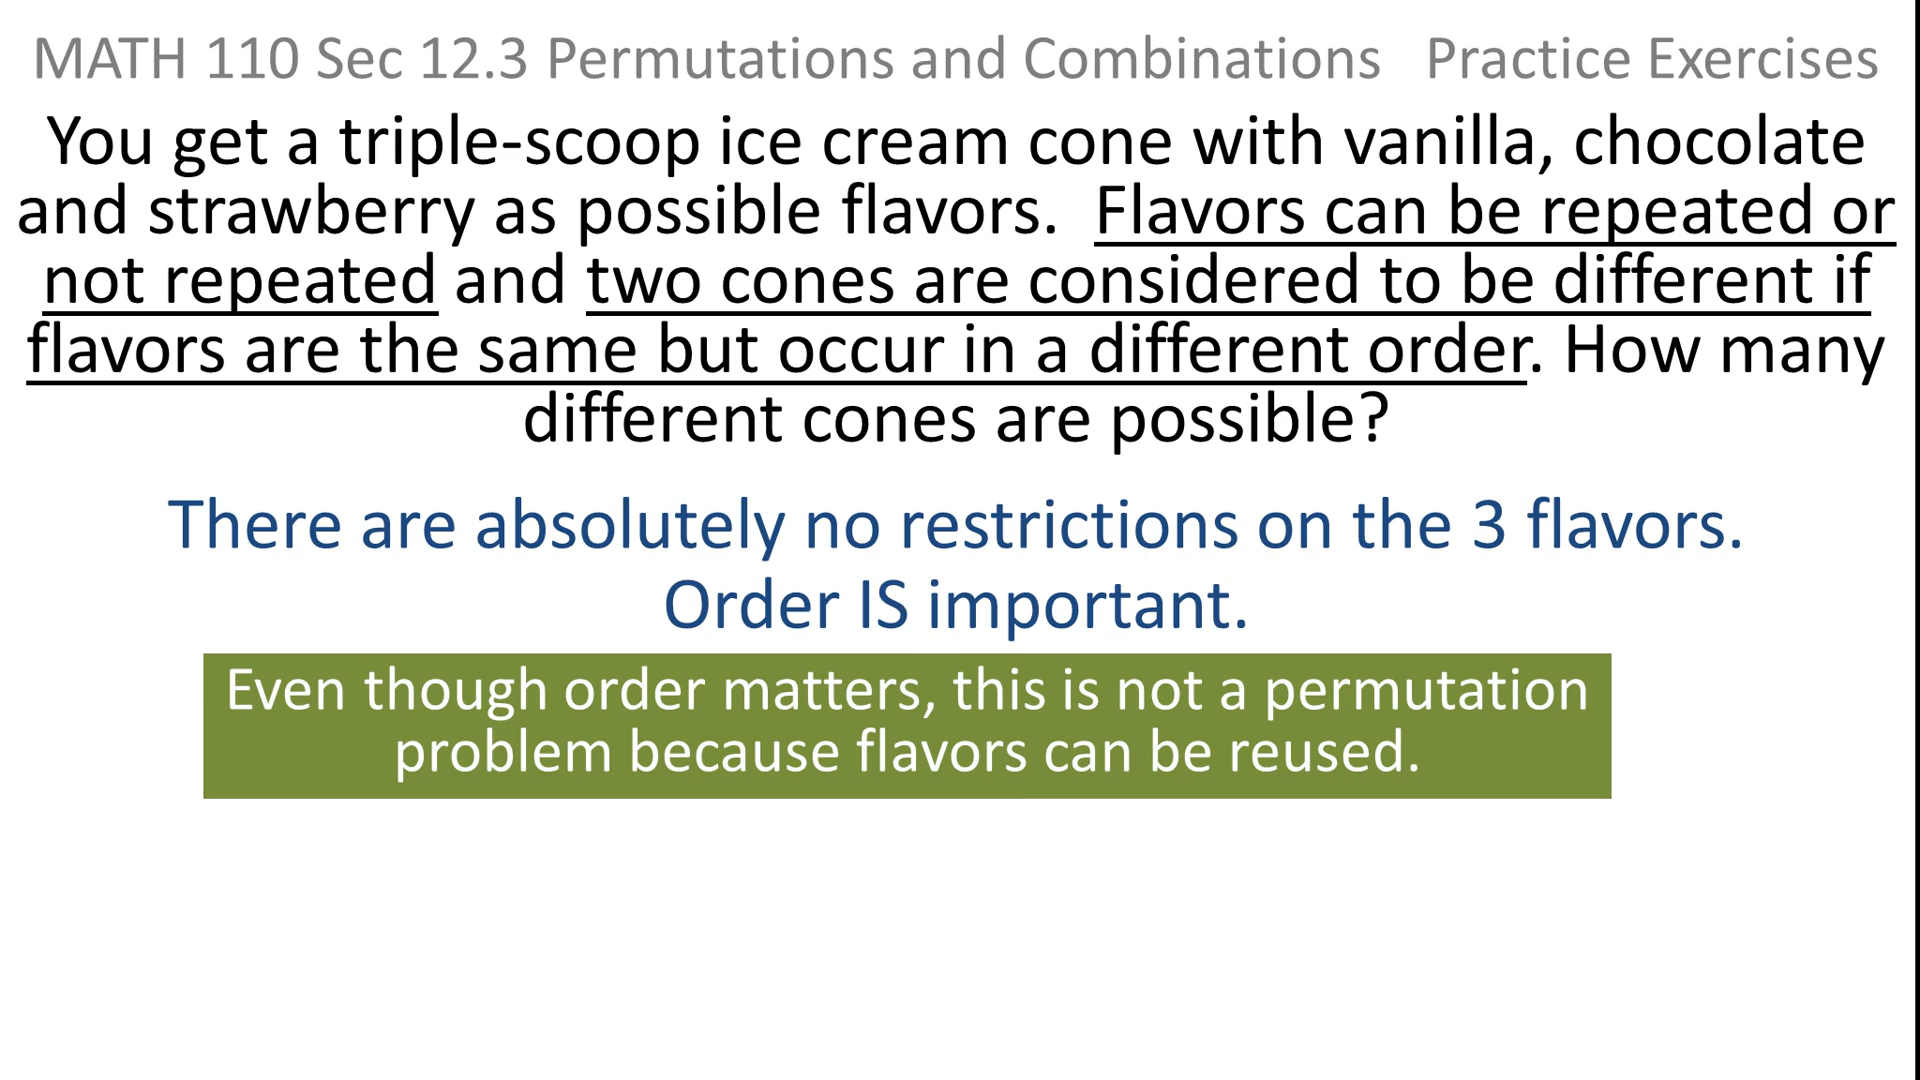 MATH 110 Sec 12.3 Permutations and Combinations Practice Exercises
You get a triple-scoop ice cream cone with vanilla, chocolate
and strawberry as possible flavors. Flavors can be repeated or
not repeated and two cones are considered to be different if
flavors are the same but occur in a different order. How many
different cones are possible?
There are absolutely no restrictions on the 3 flavors.
Order IS important.
Even though order matters, this is not a permutation
problem because flavors can be reused.